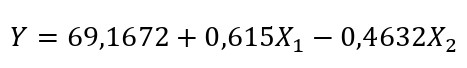 Y = 69,1672 + 0,615X₁ − 0,4632X₂